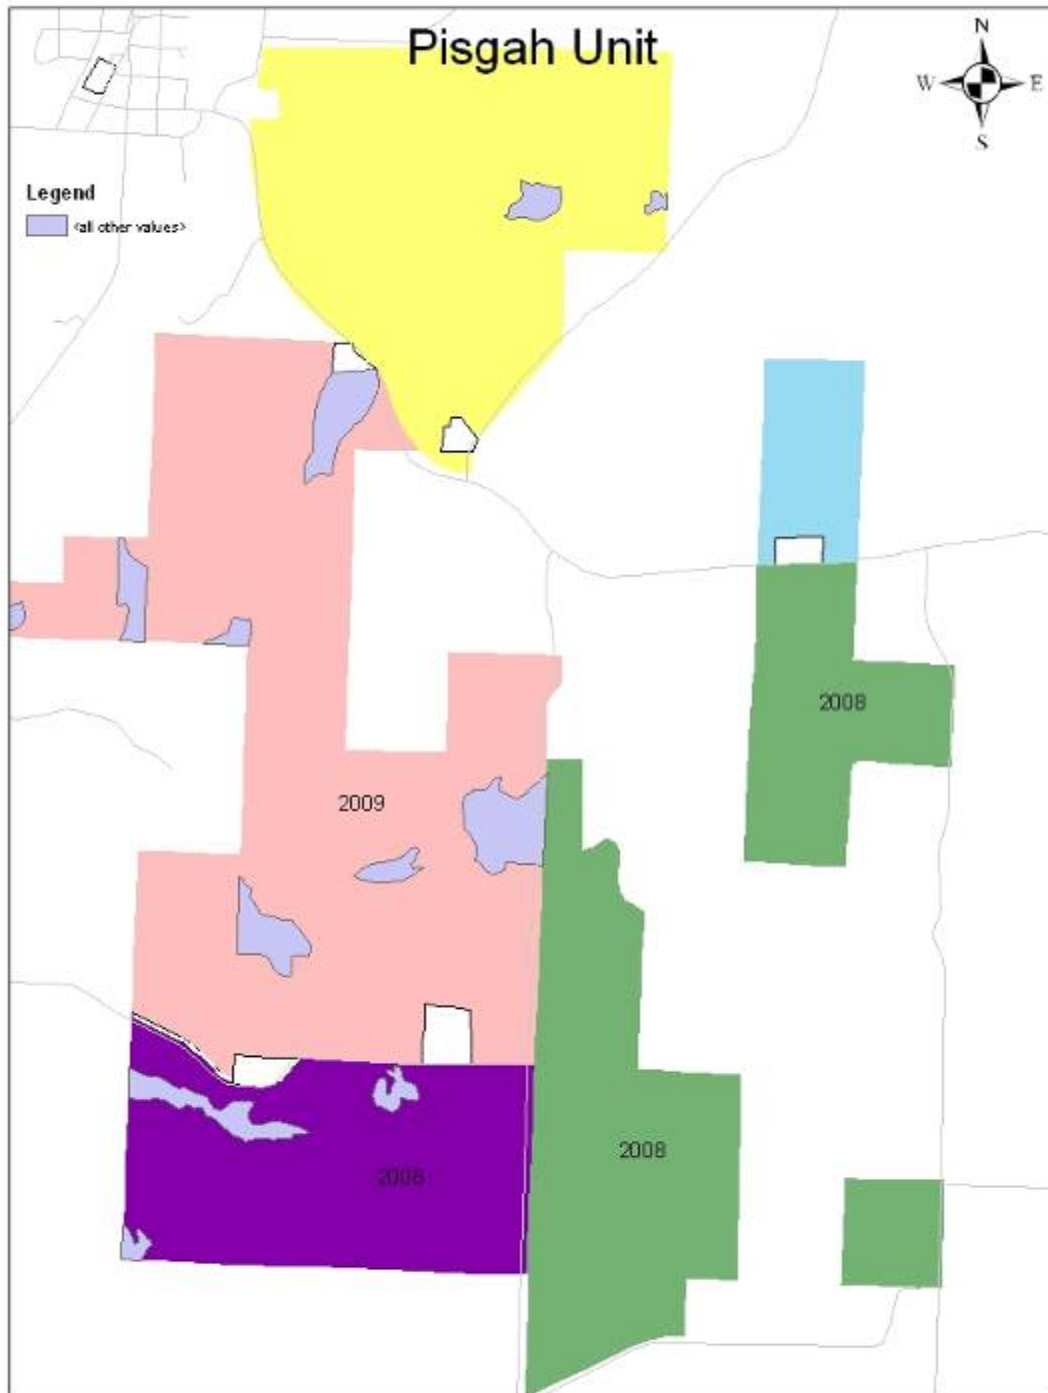 Pisgah Unit
N
W E
S
Legend
<all other values>
2008
2009
2008
2008